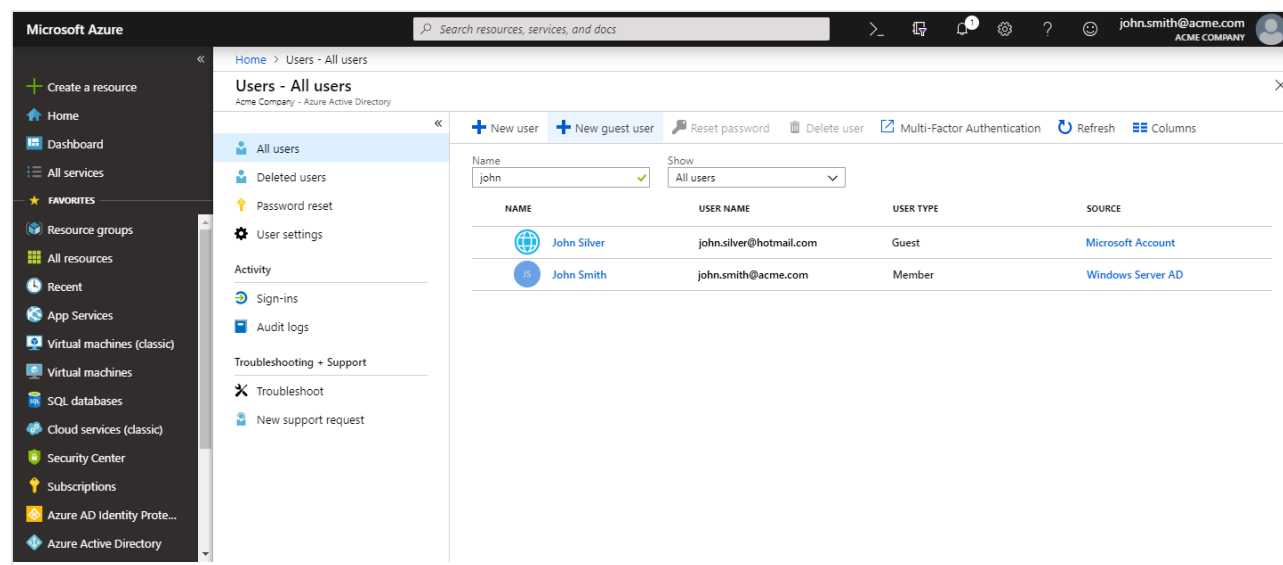 Microsoft Azure
Search resources, services, and docs
1
john.smith@acme.com
ACME COMPANY
«
Create a resource
Home
Dashboard
All services
FAVORITES
Resource groups
All resources
Recent
App Services
Virtual machines (classic)
Virtual machines
SQL databases
Cloud services (classic)
Security Center
Subscriptions
Azure AD Identity Prote...
Azure Active Directory
Home > Users - All users
Users - All users
Acme Company - Azure Active Directory
«
All users
Deleted users
Password reset
User settings
Activity
Sign-ins
Audit logs
Troubleshooting + Support
Troubleshoot
New support request
New user New guest user Reset password Delete user Multi-Factor Authentication Refresh Columns
Name Show
john All users
NAME USER NAME USER TYPE SOURCE
John Silver john.silver@hotmail.com Guest Microsoft Account
JS John Smith john.smith@acme.com Member Windows Server AD